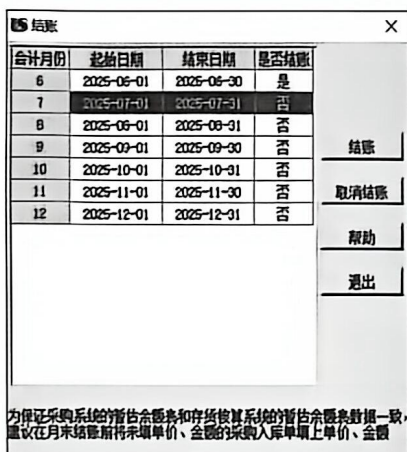 结账
会计月份 起始日期 结束日期 是否结账
6 2025-06-01 2025-06-30 是
7 2025-07-01 2025-07-31 否
8 2025-08-01 2025-08-31 否
9 2025-09-01 2025-09-30 否
10 2025-10-01 2025-10-31 否
11 2025-11-01 2025-11-30 否
12 2025-12-01 2025-12-31 否
结账
取消结账
帮助
退出
为保证采购系统的暂估余额表和存货核算系统的暂估余额表数据一致，
建议在月末结账前将未填单价、金额的采购入库单填上单价、金额